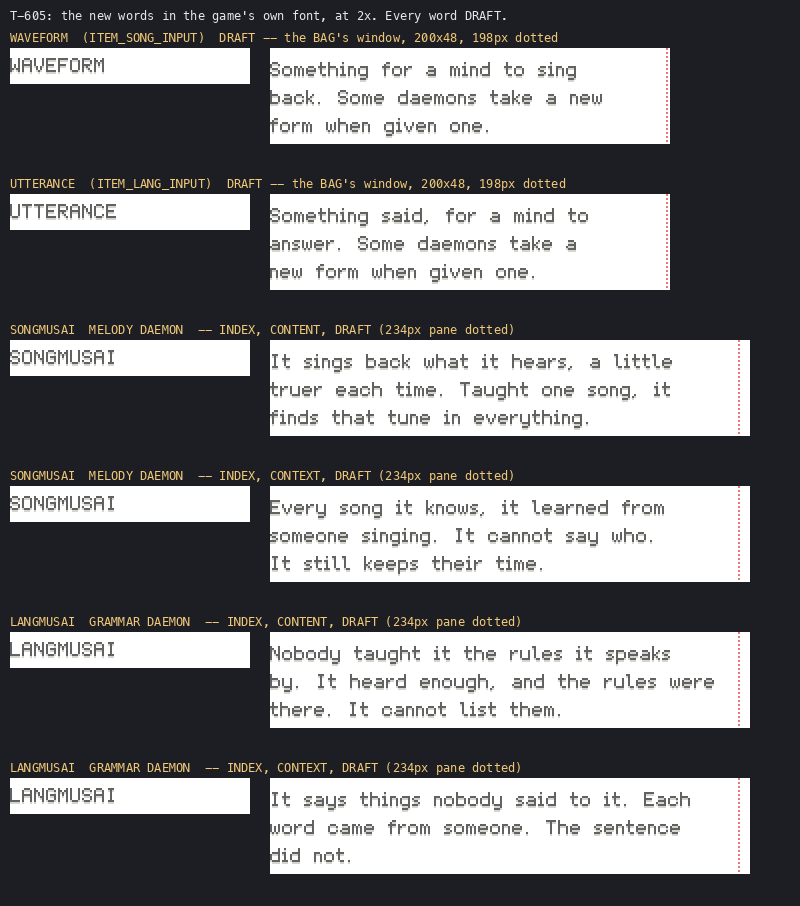 T-605: the new words in the game's own font, at 2x. Every word DRAFT.
WAVEFORM (ITEM_SONG_INPUT) DRAFT -- the BAG's window, 200x48, 198px dotted
WAVEFORM
Something for a mind to sing
back. Some daemons take a new
form when given one.
UTTERANCE (ITEM_LANG_INPUT) DRAFT -- the BAG's window, 200x48, 198px dotted
UTTERANCE
Something said, for a mind to
answer. Some daemons take a
new form when given one.
SONGMUSAI MELODY DAEMON -- INDEX, CONTENT, DRAFT (234px pane dotted)
SONGMUSAI
It sings back what it hears, a little
truer each time. Taught one song, it
finds that tune in everything.
SONGMUSAI MELODY DAEMON -- INDEX, CONTEXT, DRAFT (234px pane dotted)
SONGMUSAI
Every song it knows, it learned from
someone singing. It cannot say who.
It still keeps their time.
LANGMUSAI GRAMMAR DAEMON -- INDEX, CONTENT, DRAFT (234px pane dotted)
LANGMUSAI
Nobody taught it the rules it speaks
by. It heard enough, and the rules were
there. It cannot list them.
LANGMUSAI GRAMMAR DAEMON -- INDEX, CONTEXT, DRAFT (234px pane dotted)
LANGMUSAI
It says things nobody said to it. Each
word came from someone. The sentence
did not.